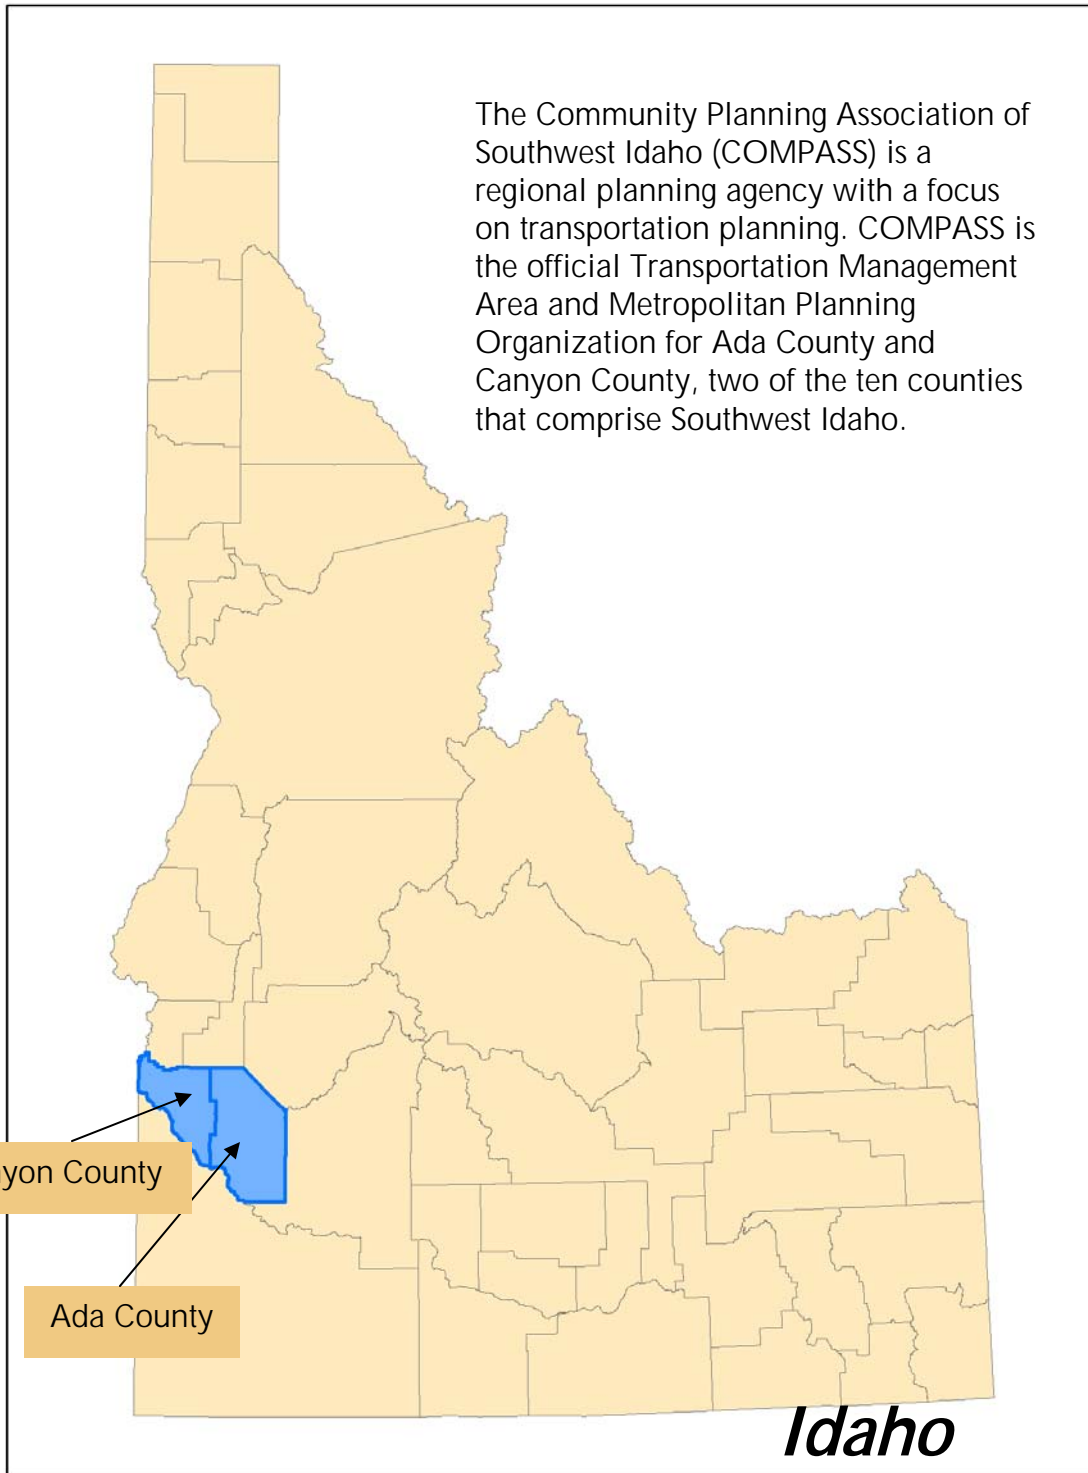 The Community Planning Association of
Southwest Idaho (COMPASS) is a
regional planning agency with a focus
on transportation planning. COMPASS is
the official Transportation Management
Area and Metropolitan Planning
Organization for Ada County and
Canyon County, two of the ten counties
that comprise Southwest Idaho.
yon County
Ada County
Idaho